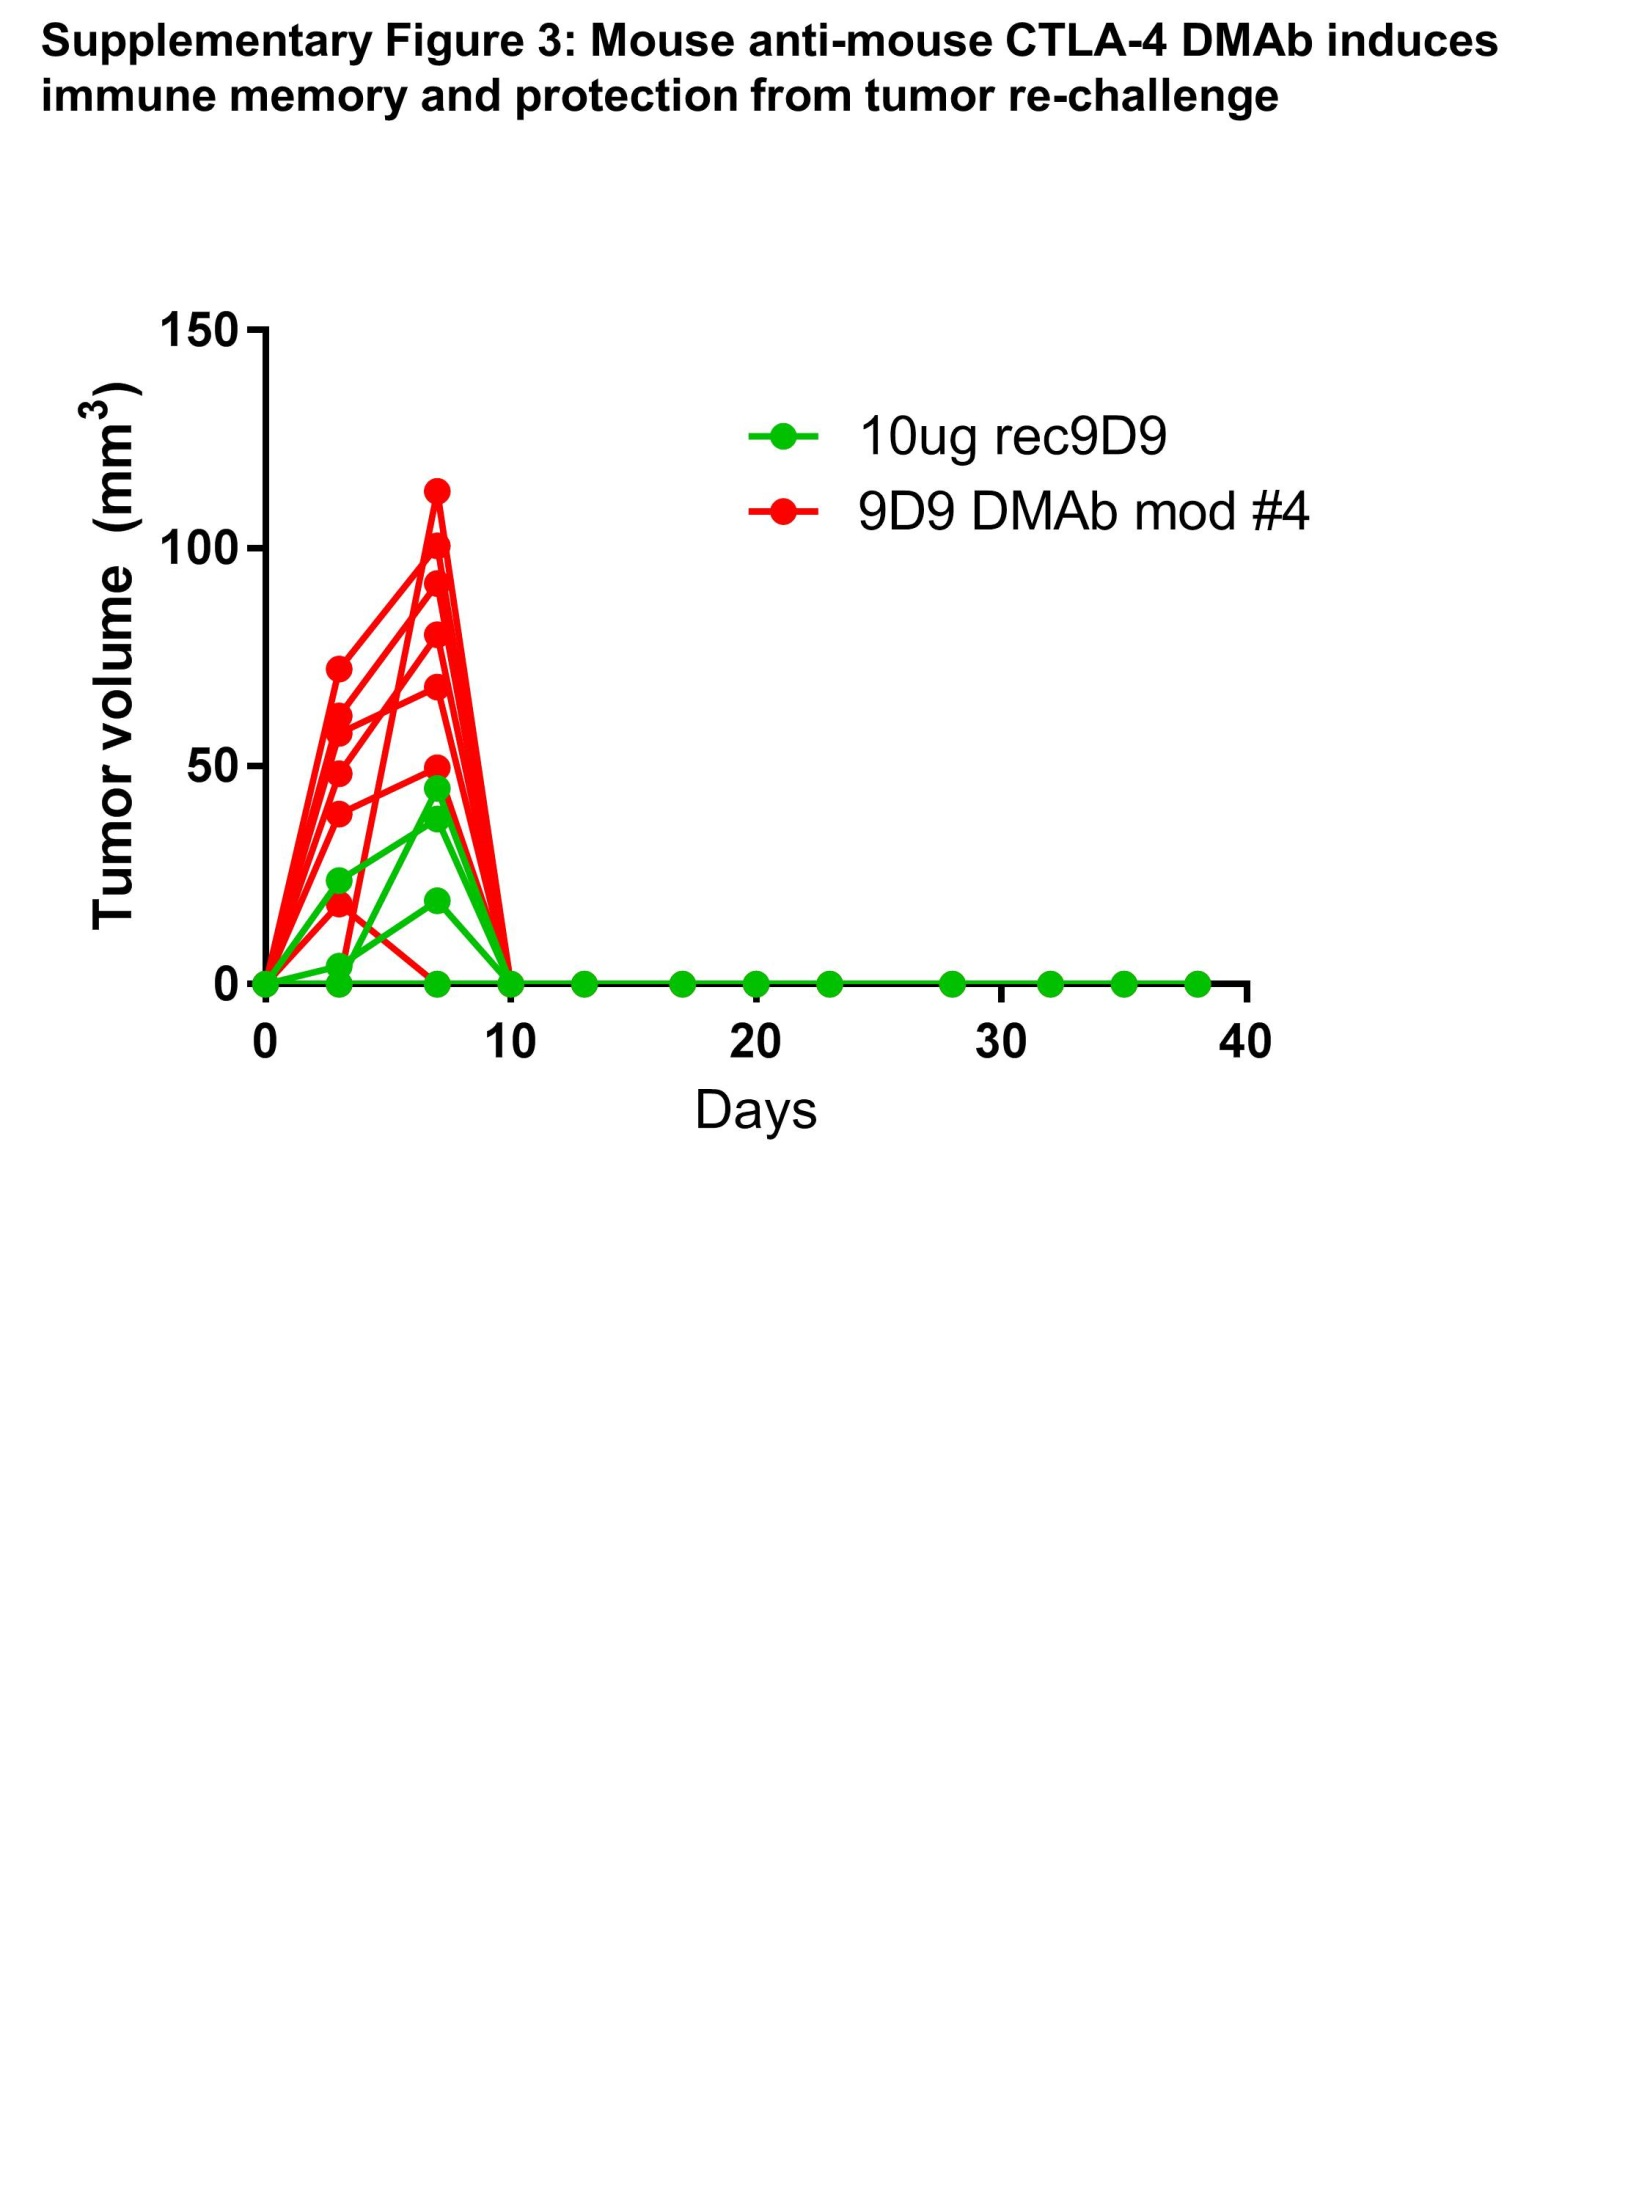 Supplementary Figure 3: Mouse anti-mouse CTLA-4 DMAb induces
immune memory and protection from tumor re-challenge
150
100
50
0
Tumor volume (mm³)
10ug rec9D9
9D9 DMAb mod #4
0 10 20 30 40
Days